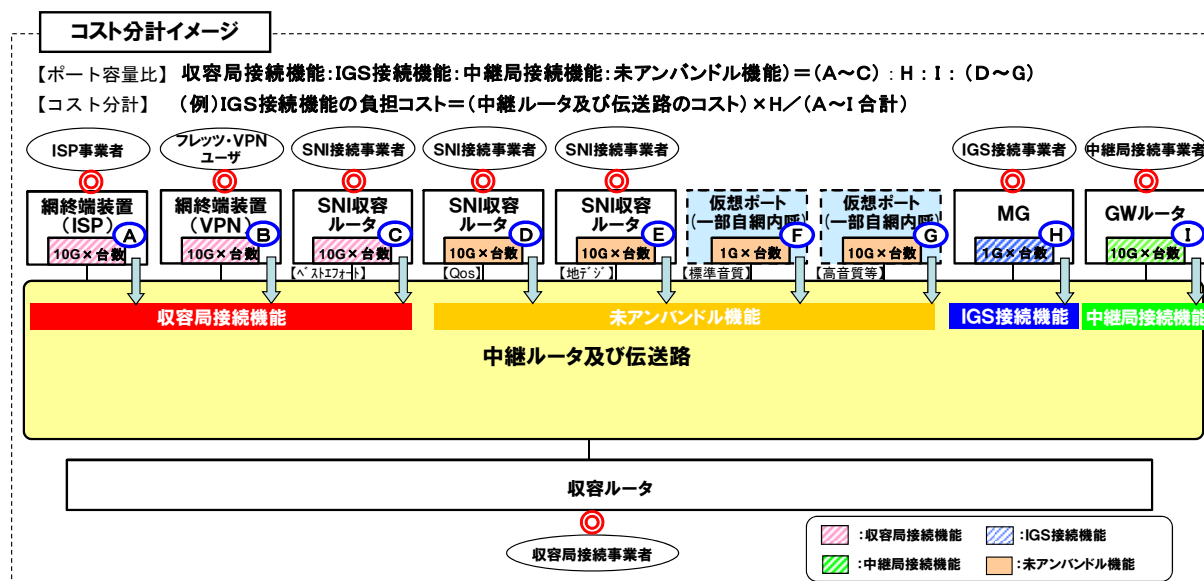 コスト分計イメージ
【ポート容量比】 収容局接続機能:IGS接続機能:中継局接続機能:未アンバンドル機能)=(A~C) : H : I : (D~G)
【コスト分計】 (例)IGS接続機能の負担コスト=(中継ルータ及び伝送路のコスト)×H/(A~I 合計)
ISP事業者
フレッツ・VPN
ユーザ
SNI接続事業者
SNI接続事業者
SNI接続事業者
IGS接続事業者
中継局接続事業者
網終端装置
(ISP)
10G×台数
A
網終端装置
(VPN)
10G×台数
B
SNI収容
ルータ
10G×台数
C
【ベストエフォート】
SNI収容
ルータ
10G×台数
D
【Qos】
SNI収容
ルータ
10G×台数
E
【地デジ】
仮想ポート
(一部自網内呼)
1G×台数
F
【標準音質】
仮想ポート
(一部自網内呼)
10G×台数
G
【高音質等】
MG
1G×台数
H
GWルータ
10G×台数
I
収容局接続機能
未アンバンドル機能
IGS接続機能
中継局接続機能
中継ルータ及び伝送路
収容ルータ
収容局接続事業者
:収容局接続機能
:IGS接続機能
:中継局接続機能
:未アンバンドル機能